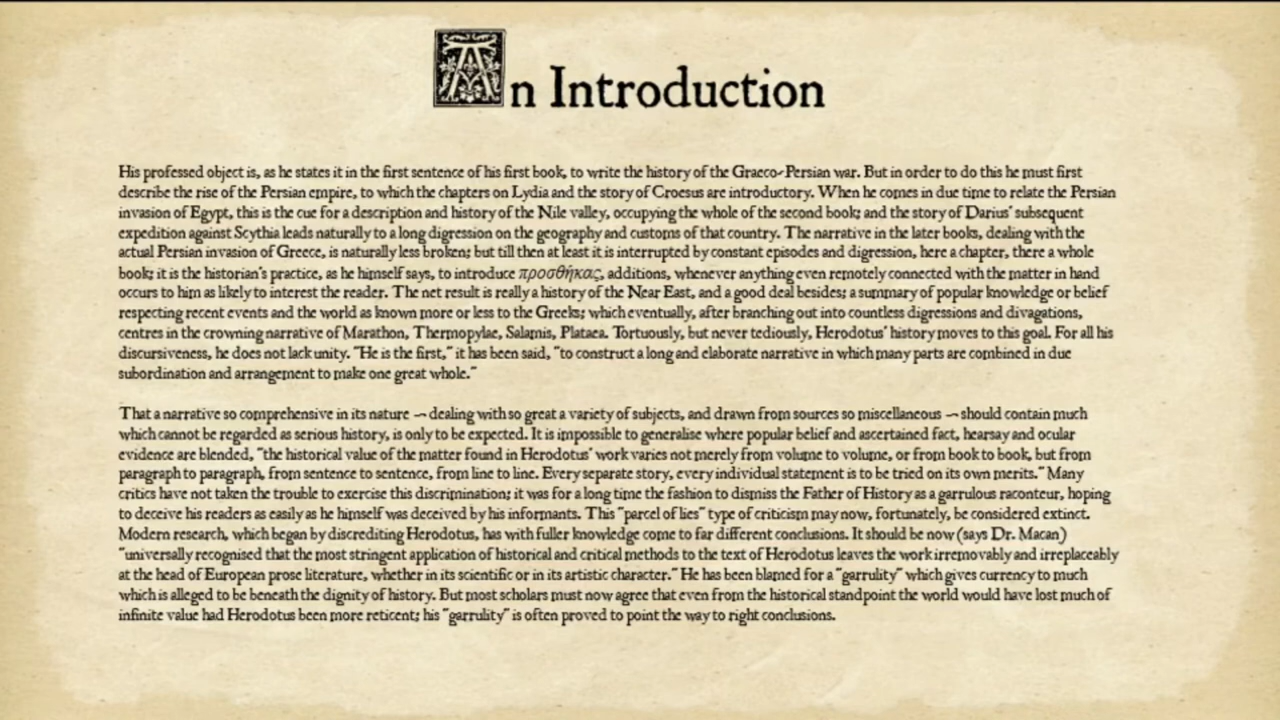 An Introduction
His professed object is, as he states it in the first sentence of his first book, to write the history of the Graeco-Persian war. But in order to do this he must first
describe the rise of the Persian empire, to which the chapters on Lydia and the story of Croesus are introductory. When he comes in due time to relate the Persian
invasion of Egypt, this is the cue for a description and history of the Nile valley, occupying the whole of the second book; and the story of Darius' subsequent
expedition against Scythia leads naturally to a long digression on the geography and customs of that country. The narrative in the later books, dealing with the
actual Persian invasion of Greece, is naturally less broken; but till then at least it is interrupted by constant episodes and digression, here a chapter, there a whole
book; it is the historian's practice, as he himself says, to introduce προσθήκας, additions, whenever anything even remotely connected with the matter in hand
occurs to him as likely to interest the reader. The net result is really a history of the Near East, and a good deal besides; a summary of popular knowledge or belief
respecting recent events and the world as known more or less to the Greeks; which eventually, after branching out into countless digressions and divagations,
centres in the crowning narrative of Marathon, Thermopylae, Salamis, Plataea. Tortuously, but never tediously, Herodotus' history moves to this goal. For all his
discursiveness, he does not lack unity. "He is the first," it has been said, "to construct a long and elaborate narrative in which many parts are combined in due
subordination and arrangement to make one great whole."
That a narrative so comprehensive in its nature — dealing with so great a variety of subjects, and drawn from sources so miscellaneous — should contain much
which cannot be regarded as serious history, is only to be expected. It is impossible to generalise where popular belief and ascertained fact, hearsay and ocular
evidence are blended, "the historical value of the matter found in Herodotus' work varies not merely from volume to volume, or from book to book, but from
paragraph to paragraph, from sentence to sentence, from line to line. Every separate story, every individual statement is to be tried on its own merits." Many
critics have not taken the trouble to exercise this discrimination; it was for a long time the fashion to dismiss the Father of History as a garrulous raconteur, hoping
to deceive his readers as easily as he himself was deceived by his informants. This "parcel of lies" type of criticism may now, fortunately, be considered extinct.
Modern research, which began by discrediting Herodotus, has with fuller knowledge come to far different conclusions. It should be now (says Dr. Macan)
"universally recognised that the most stringent application of historical and critical methods to the text of Herodotus leaves the work irremovably and irreplaceably
at the head of European prose literature, whether in its scientific or in its artistic character." He has been blamed for a "garrulity" which gives currency to much
which is alleged to be beneath the dignity of history. But most scholars must now agree that even from the historical standpoint the world would have lost much of
infinite value had Herodotus been more reticent; his "garrulity" is often proved to point the way to right conclusions.